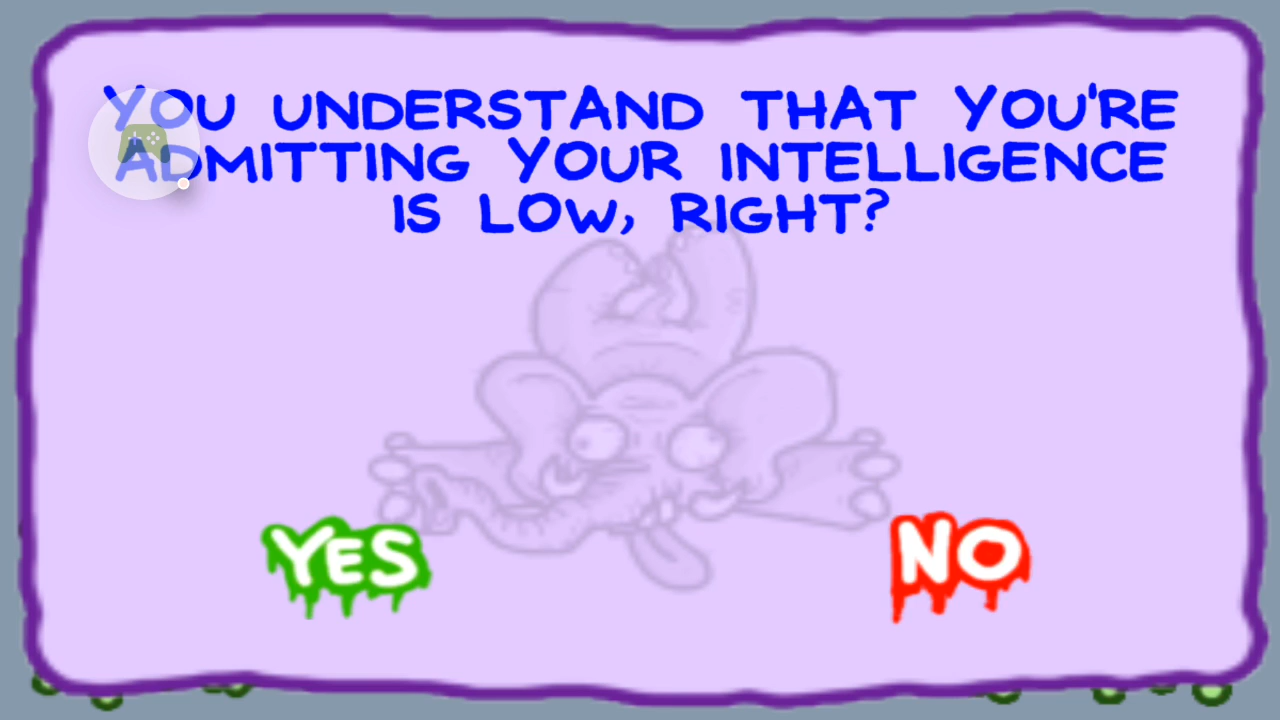 YOU UNDERSTAND THAT YOU'RE
ADMITTING YOUR INTELLIGENCE
IS LOW, RIGHT?
YES NO